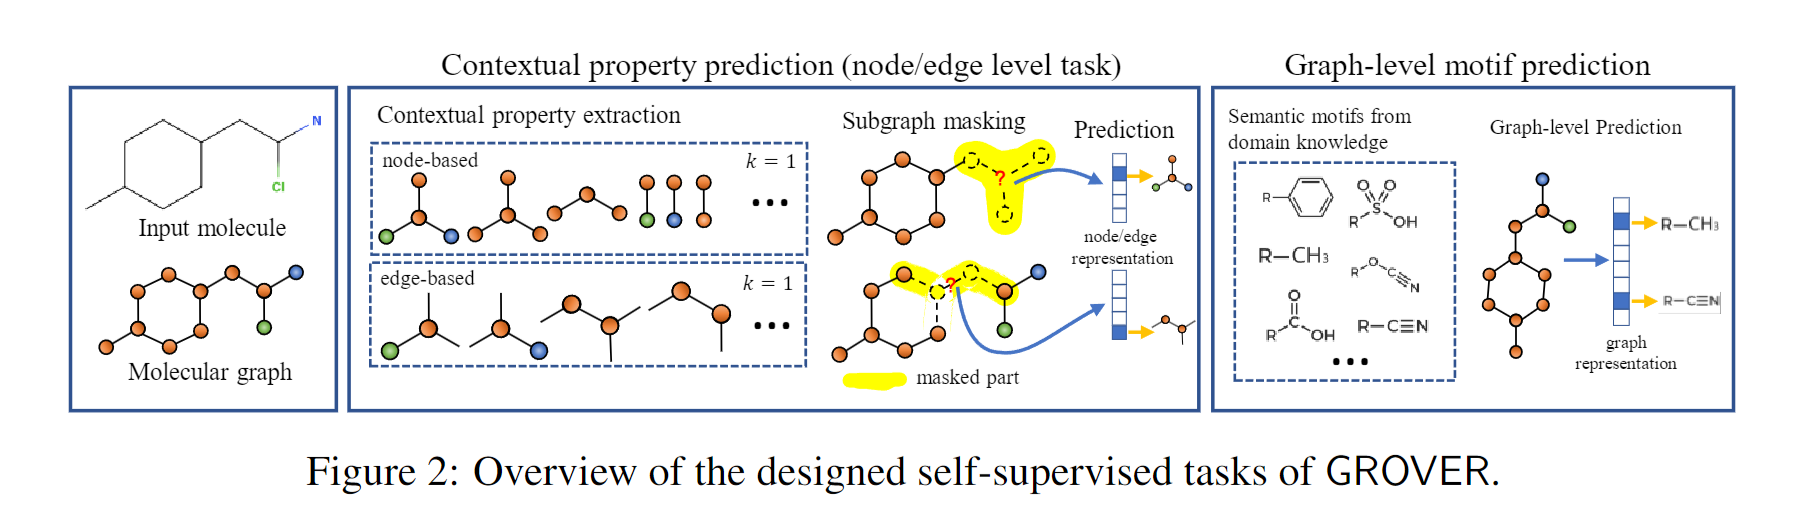 Contextual property prediction (node/edge level task)
Graph-level motif prediction
N
Cl
Input molecule
Molecular graph
Contextual property extraction
node-based
k = 1
...
edge-based
k = 1
...
Subgraph masking
?
?
masked part
Prediction
node/edge
representation
Semantic motifs from
domain knowledge
R
O O
S
R OH
R—CH₃
R O C N
O
R C OH
R—C≡N
...
Graph-level Prediction
R—CH₃
R—C≡N
graph
representation
Figure 2: Overview of the designed self-supervised tasks of GROVER.